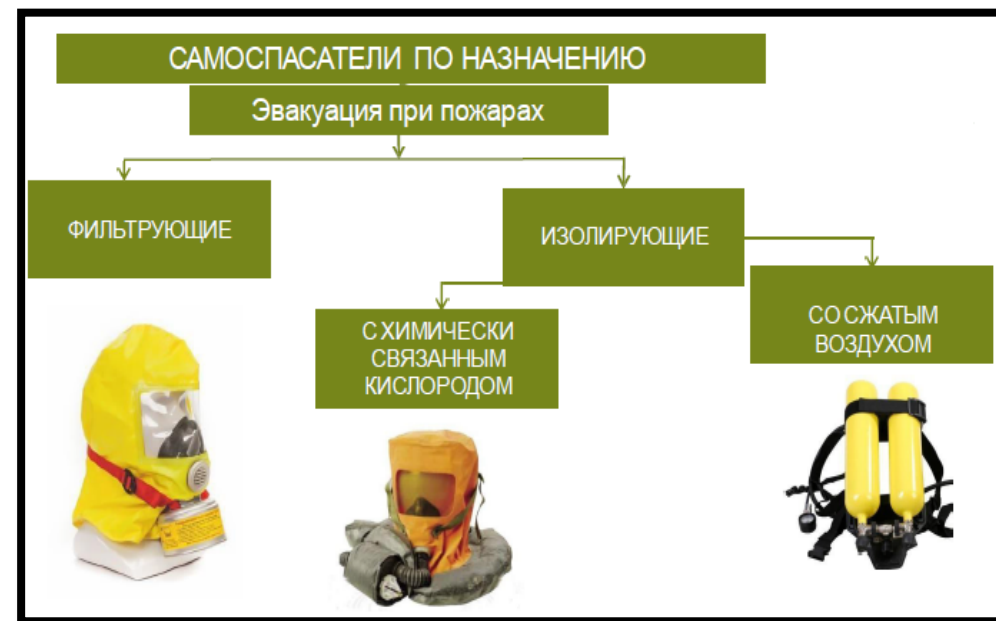 САМОСПАСАТЕЛИ ПО НАЗНАЧЕНИЮ
Эвакуация при пожарах
ФИЛЬТРУЮЩИЕ
ИЗОЛИРУЮЩИЕ
С ХИМИЧЕСКИ
СВЯЗАННЫМ
КИСЛОРОДОМ
СО СЖАТЫМ
ВОЗДУХОМ